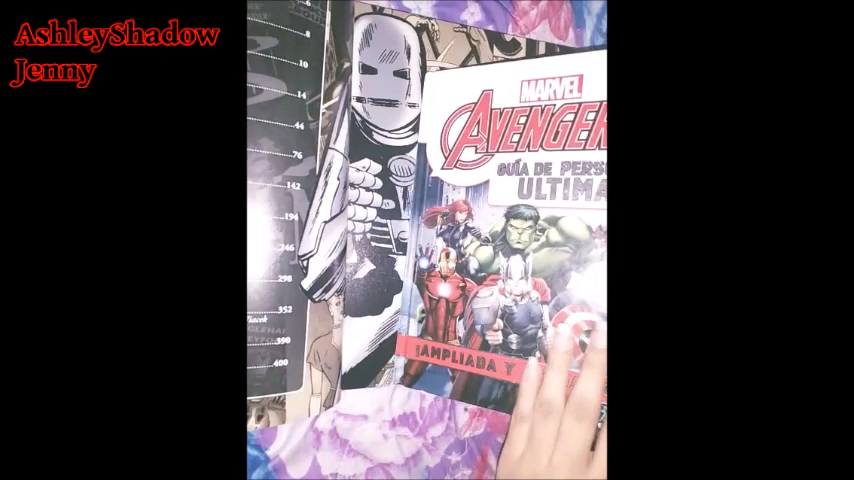 AshleyShadow
Jenny
8
10
14
44
76
142
194
246
298
352
390
400
MARVEL
AVENGER
GUÍA DE PERSO
ULTIMA
¡AMPLIADA Y